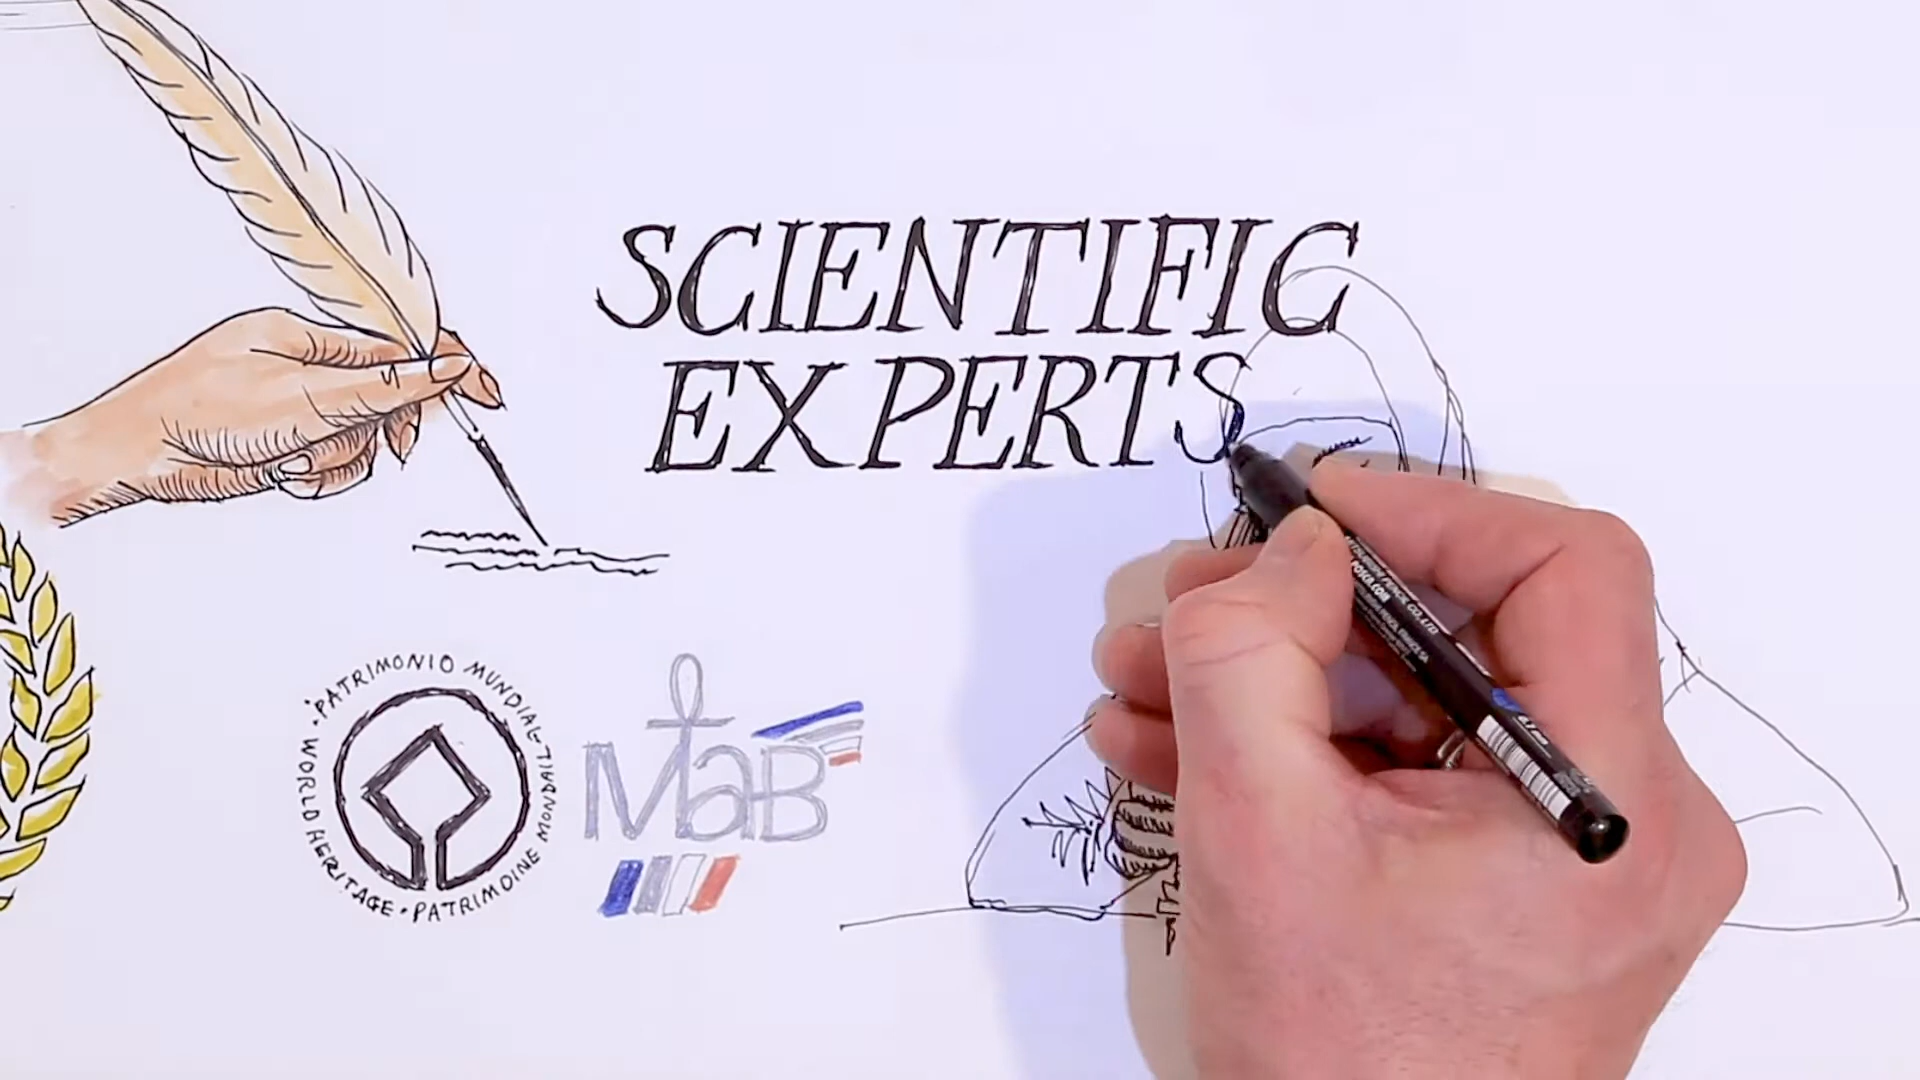 SCIENTIFIC
EXPERTS
· PATRIMONIO MUNDIAL · WORLD HERITAGE · PATRIMOINE MONDIAL
MaB